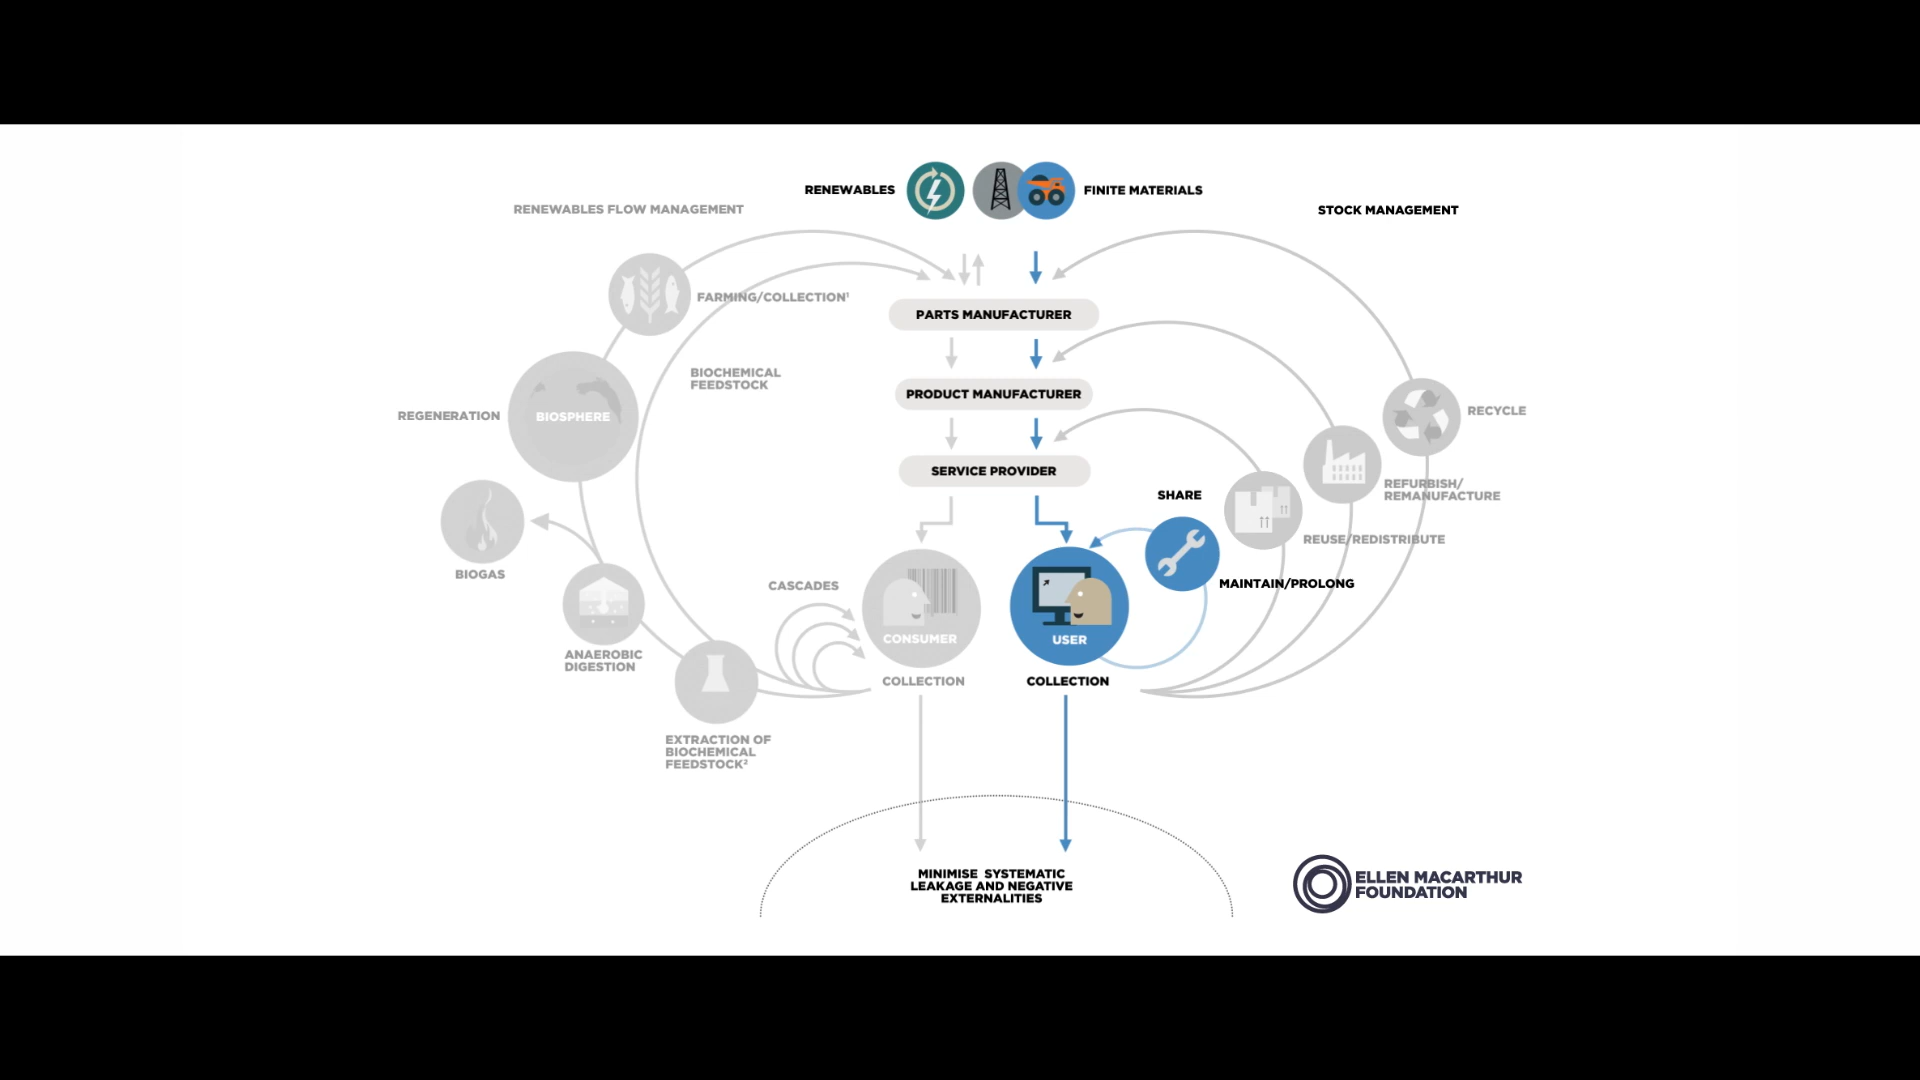 RENEWABLES
FINITE MATERIALS
RENEWABLES FLOW MANAGEMENT
STOCK MANAGEMENT
FARMING/COLLECTION¹
PARTS MANUFACTURER
BIOCHEMICAL
FEEDSTOCK
PRODUCT MANUFACTURER
REGENERATION
BIOSPHERE
RECYCLE
SERVICE PROVIDER
SHARE
REFURBISH/
REMANUFACTURE
REUSE/REDISTRIBUTE
BIOGAS
CASCADES
MAINTAIN/PROLONG
CONSUMER
USER
ANAEROBIC
DIGESTION
COLLECTION
COLLECTION
EXTRACTION OF
BIOCHEMICAL
FEEDSTOCK²
MINIMISE SYSTEMATIC
LEAKAGE AND NEGATIVE
EXTERNALITIES
ELLEN MACARTHUR
FOUNDATION